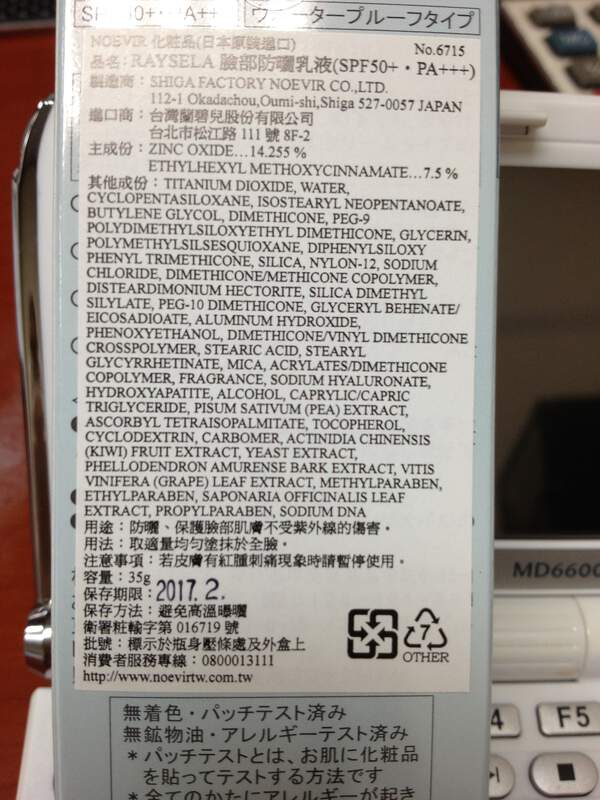 SPF50+・PA+++ ウォータープルーフタイプ
NOEVIR 化粧品(日本原裝進口) No.6715
品名：RAYSELA 臉部防曬乳液(SPF50+・PA+++)
製造商：SHIGA FACTORY NOEVIR CO.,LTD.
112-1 Okadachou,Oumi-shi,Shiga 527-0057 JAPAN
進口商：台灣蘭碧兒股份有限公司
台北市松江路 111 號 8F-2
主成份：ZINC OXIDE…14.255 %
ETHYLHEXYL METHOXYCINNAMATE…7.5 %
其他成份：TITANIUM DIOXIDE, WATER,
CYCLOPENTASILOXANE, ISOSTEARYL NEOPENTANOATE,
BUTYLENE GLYCOL, DIMETHICONE, PEG-9
POLYDIMETHYLSILOXYETHYL DIMETHICONE, GLYCERIN,
POLYMETHYLSILSESQUIOXANE, DIPHENYLSILOXY
PHENYL TRIMETHICONE, SILICA, NYLON-12, SODIUM
CHLORIDE, DIMETHICONE/METHICONE COPOLYMER,
DISTEARDIMONIUM HECTORITE, SILICA DIMETHYL
SILYLATE, PEG-10 DIMETHICONE, GLYCERYL BEHENATE/
EICOSADIOATE, ALUMINUM HYDROXIDE,
PHENOXYETHANOL, DIMETHICONE/VINYL DIMETHICONE
CROSSPOLYMER, STEARIC ACID, STEARYL
GLYCYRRHETINATE, MICA, ACRYLATES/DIMETHICONE
COPOLYMER, FRAGRANCE, SODIUM HYALURONATE,
HYDROXYAPATITE, ALCOHOL, CAPRYLIC/CAPRIC
TRIGLYCERIDE, PISUM SATIVUM (PEA) EXTRACT,
ASCORBYL TETRAISOPALMITATE, TOCOPHEROL,
CYCLODEXTRIN, CARBOMER, ACTINIDIA CHINENSIS
(KIWI) FRUIT EXTRACT, YEAST EXTRACT,
PHELLODENDRON AMURENSE BARK EXTRACT, VITIS
VINIFERA (GRAPE) LEAF EXTRACT, METHYLPARABEN,
ETHYLPARABEN, SAPONARIA OFFICINALIS LEAF
EXTRACT, PROPYLPARABEN, SODIUM DNA
用途：防曬、保護臉部肌膚不受紫外線的傷害。
用法：取適量均勻塗抹於全臉。
注意事項：若皮膚有紅腫刺痛現象時請暫停使用。
容量：35g
保存期限：2017. 2.
保存方法：避免高溫曝曬
衛署粧輸字第 016719 號
批號：標示於瓶身壓條處及外盒上
消費者服務專線：0800013111
http://www.noevirtw.com.tw
7
OTHER
無着色・パッチテスト済み
無鉱物油・アレルギーテスト済み
＊パッチテストとは、お肌に化粧品
を貼ってテストする方法です
＊全てのかたにアレルギーが起き
MD6600
4
F5